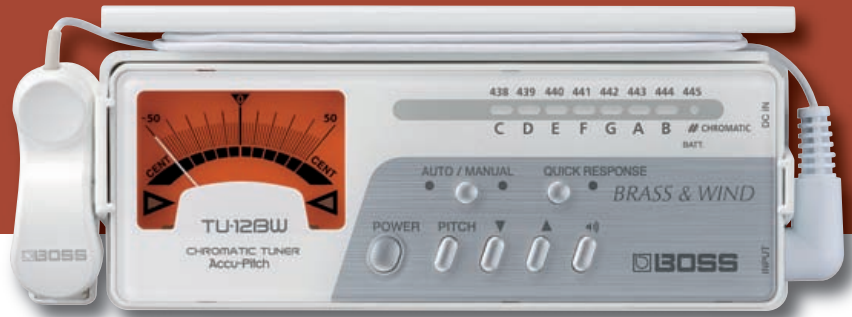 438 439 440 441 442 443 444 445
C D E F G A B # CHROMATIC
BATT.
DC IN
-50 0 50
CENT CENT
AUTO / MANUAL QUICK RESPONSE
BRASS & WIND
TU-12BW
CHROMATIC TUNER
Accu-Pitch
POWER PITCH ▼ ▲
BOSS
BOSS
INPUT